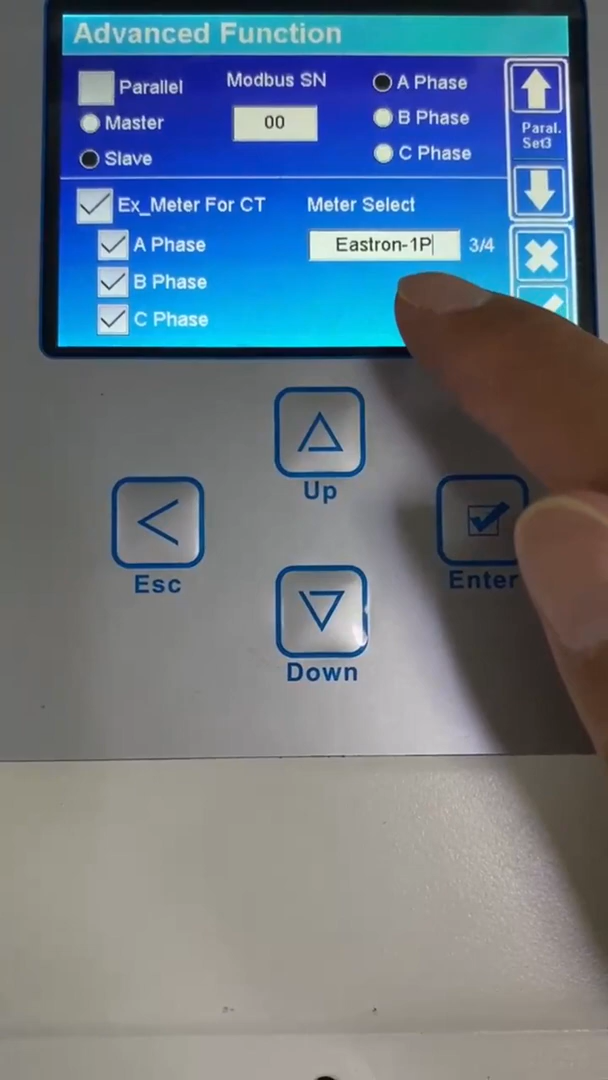 Advanced Function
Parallel
Modbus SN
A Phase
Master
00
B Phase
Slave
C Phase
Paral.
Set3
Ex_Meter For CT
Meter Select
A Phase
Eastron-1P
3/4
B Phase
C Phase
Up
Esc
Enter
Down